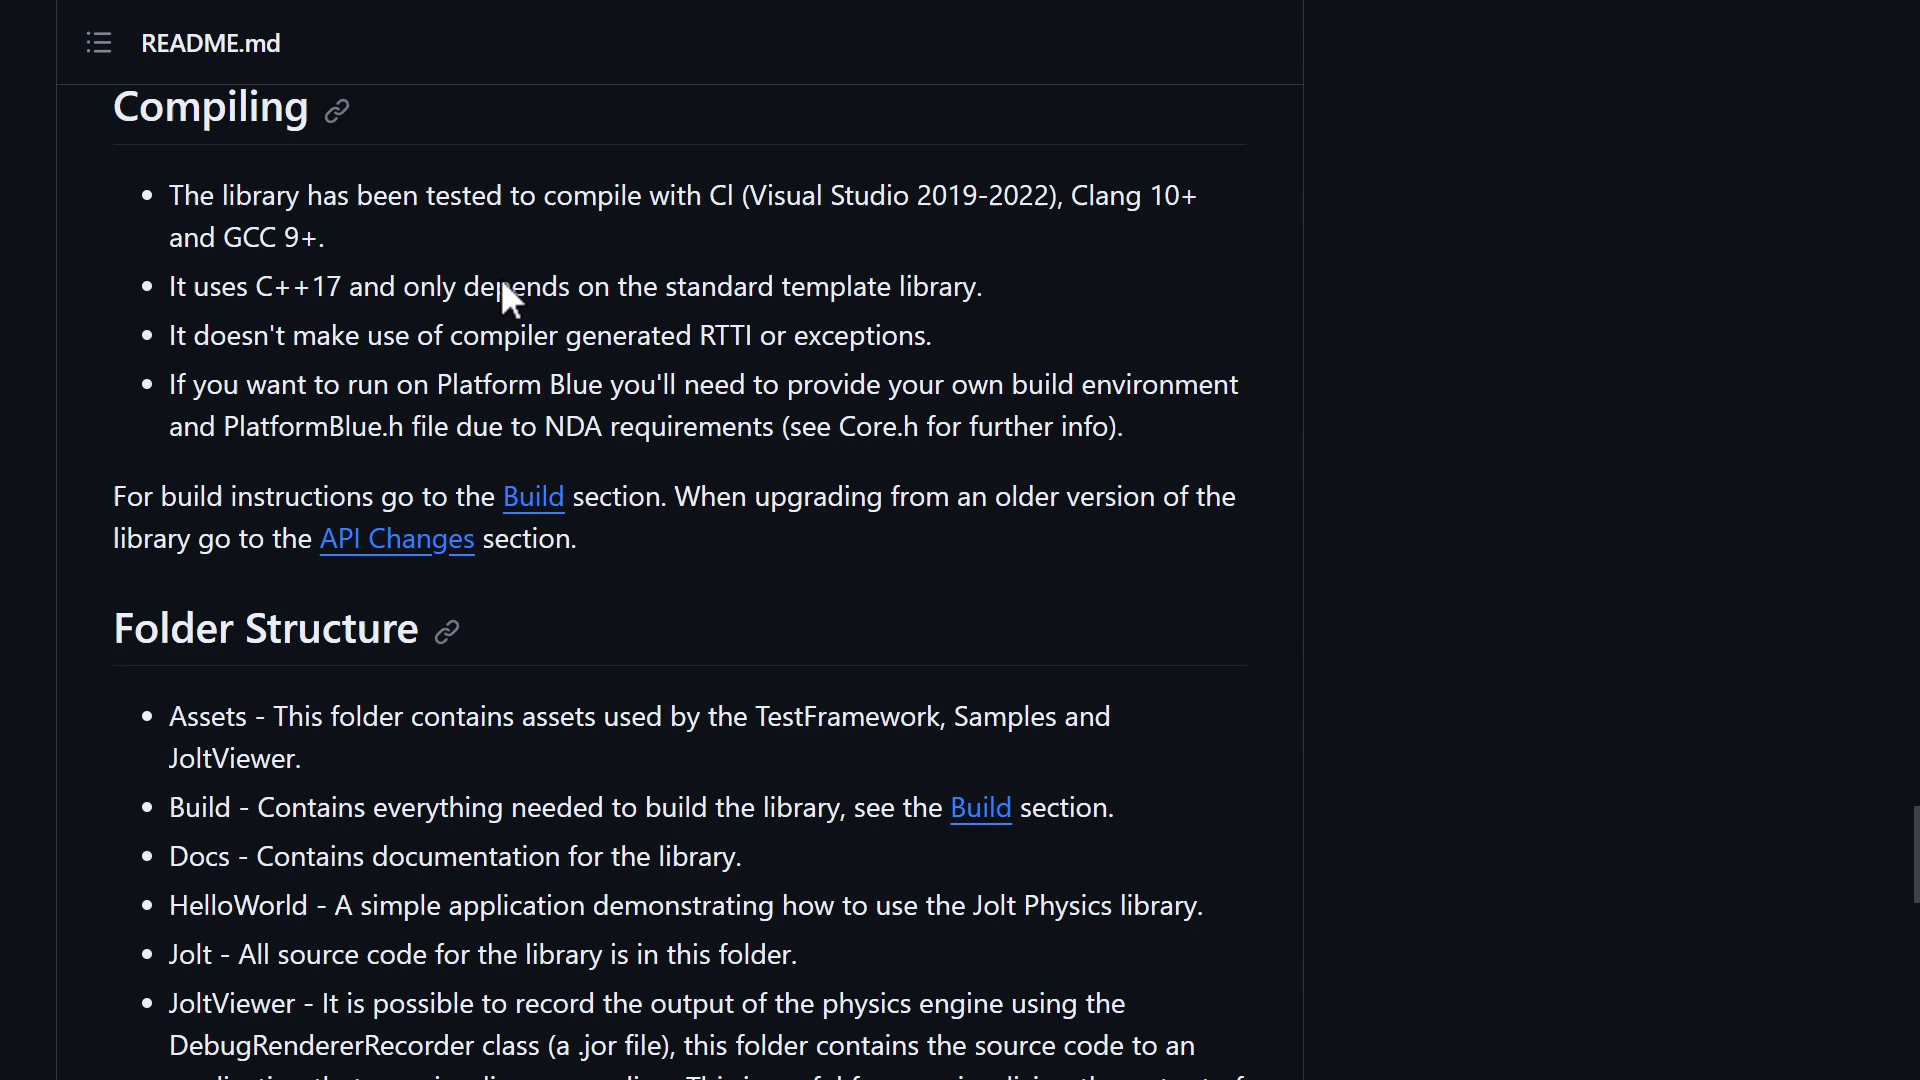 README.md
Compiling
The library has been tested to compile with Cl (Visual Studio 2019-2022), Clang 10+
and GCC 9+.
It uses C++17 and only depends on the standard template library.
It doesn't make use of compiler generated RTTI or exceptions.
If you want to run on Platform Blue you'll need to provide your own build environment
and PlatformBlue.h file due to NDA requirements (see Core.h for further info).
For build instructions go to the Build section. When upgrading from an older version of the
library go to the API Changes section.
Folder Structure
Assets - This folder contains assets used by the TestFramework, Samples and
JoltViewer.
Build - Contains everything needed to build the library, see the Build section.
Docs - Contains documentation for the library.
HelloWorld - A simple application demonstrating how to use the Jolt Physics library.
Jolt - All source code for the library is in this folder.
JoltViewer - It is possible to record the output of the physics engine using the
DebugRendererRecorder class (a .jor file), this folder contains the source code to an